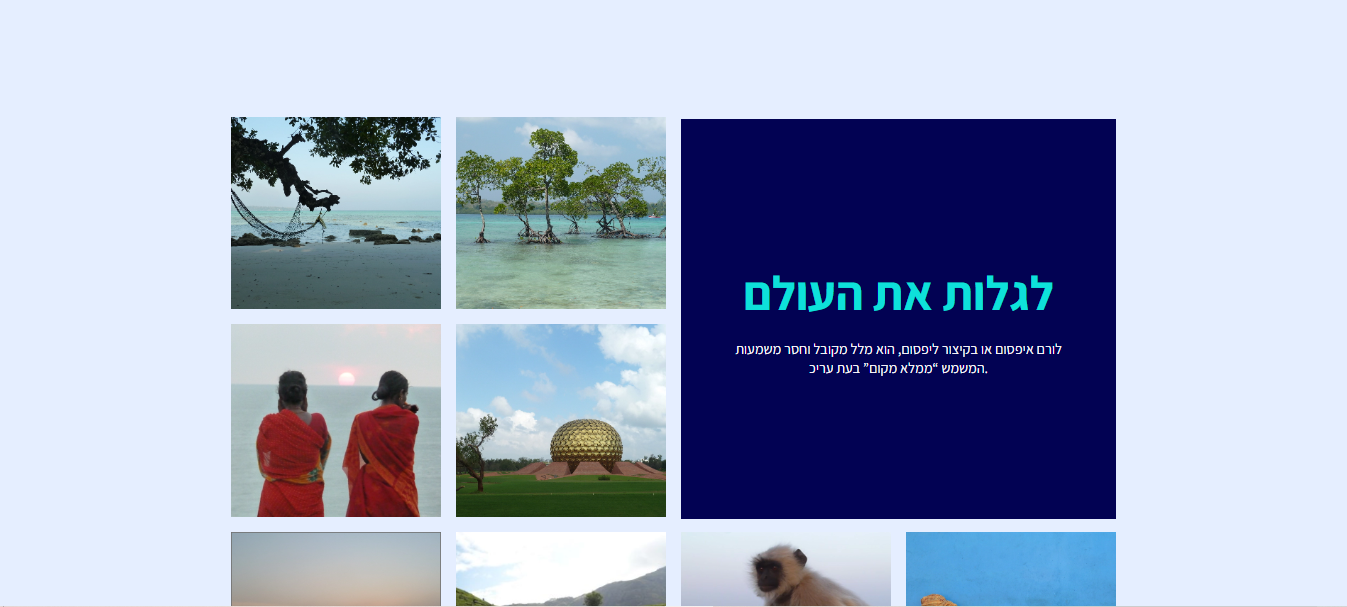 לגלות את העולם
לורם איפסום או בקיצור ליפסום, הוא מלל מקובל וחסר משמעות
המשמש "ממלא מקום" בעת עריכ.